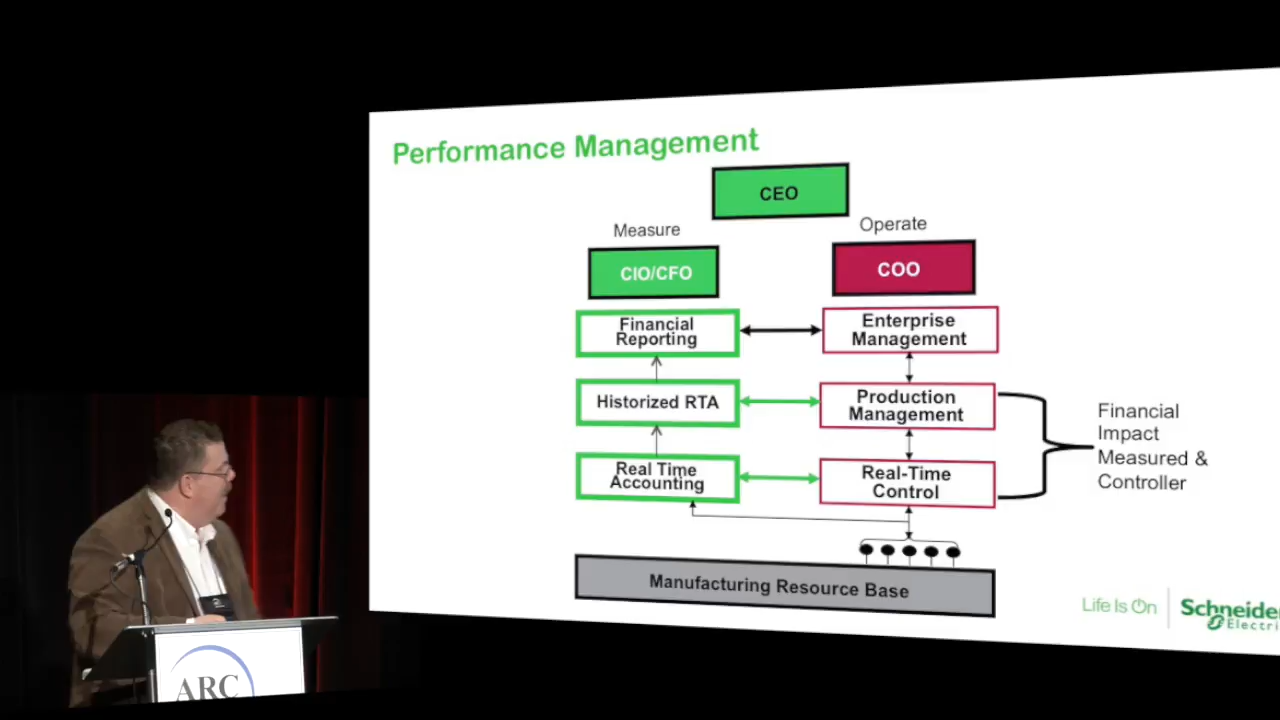 Performance Management
CEO
Measure
Operate
CIO/CFO
COO
Financial
Reporting
Enterprise
Management
Historized RTA
Production
Management
Financial
Impact
Measured &
Controller
Real Time
Accounting
Real-Time
Control
Manufacturing Resource Base
Life Is On
Schneider
Electri
ARC